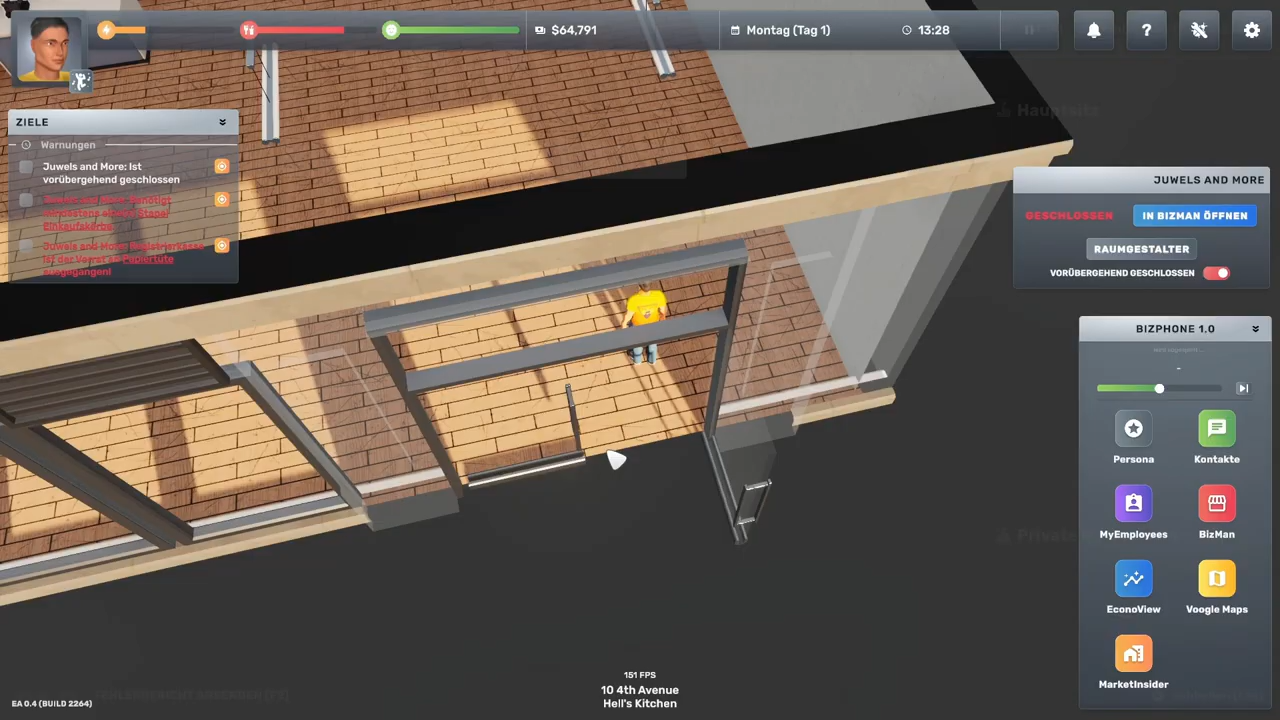 $64,791
Montag (Tag 1)
13:28
?
ZIELE
Warnungen
Juwels and More: Ist
vorübergehend geschlossen
Juwels and More: Benötigt
mindestens einen Stapel
Einkaufskörbe
Juwels and More: Registrierkasse
ist der Vorrat an Papiertüte
ausgegangen!
Hauptsitz
JUWELS AND MORE
GESCHLOSSEN
IN BIZMAN ÖFFNEN
RAUMGESTALTER
VORÜBERGEHEND GESCHLOSSEN
BIZPHONE 1.0
-
Persona
Kontakte
MyEmployees
BizMan
EconoView
Voogle Maps
MarketInsider
151 FPS
10 4th Avenue
Hell's Kitchen
EA 0.4 (BUILD 2264)